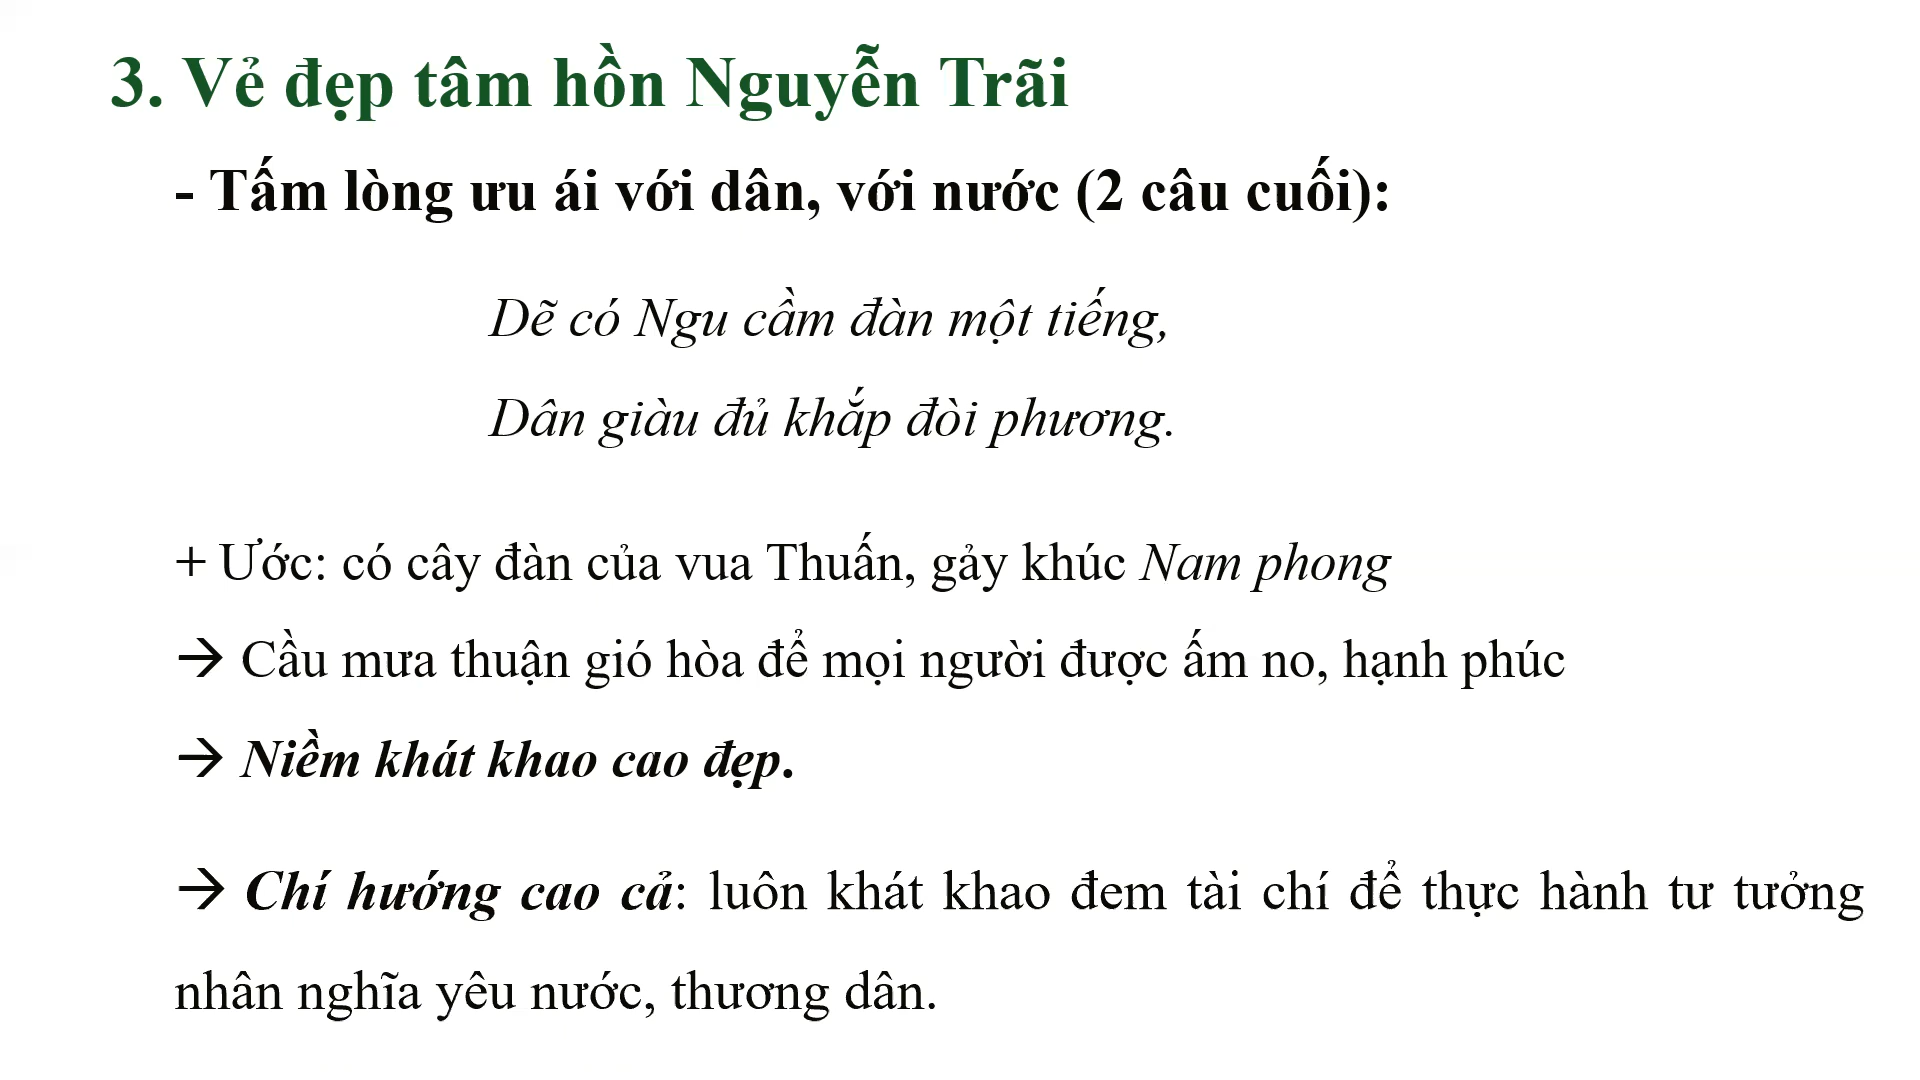 3. Vẻ đẹp tâm hồn Nguyễn Trãi
- Tấm lòng ưu ái với dân, với nước (2 câu cuối):
Dẽ có Ngu cầm đàn một tiếng,
Dân giàu đủ khắp đòi phương.
+ Ước: có cây đàn của vua Thuấn, gảy khúc Nam phong
→ Cầu mưa thuận gió hòa để mọi người được ấm no, hạnh phúc
→ Niềm khát khao cao đẹp.
→ Chí hướng cao cả: luôn khát khao đem tài chí để thực hành tư tưởng
nhân nghĩa yêu nước, thương dân.